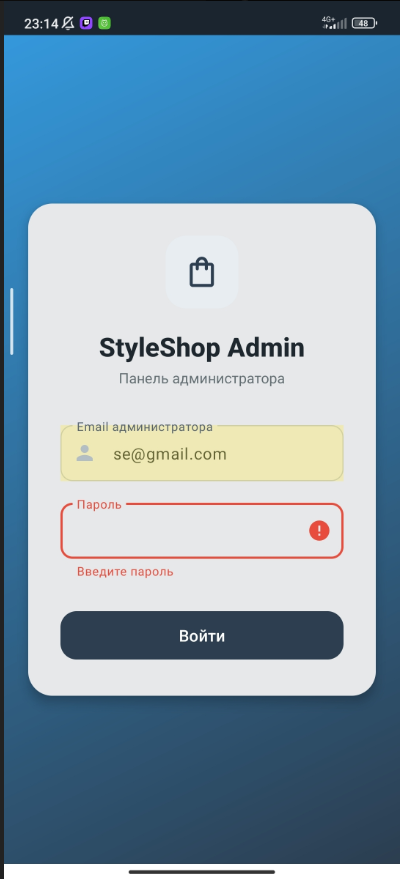 23:14
4G+
48
StyleShop Admin
Панель администратора
Email администратора
se@gmail.com
Пароль
Введите пароль
Войти